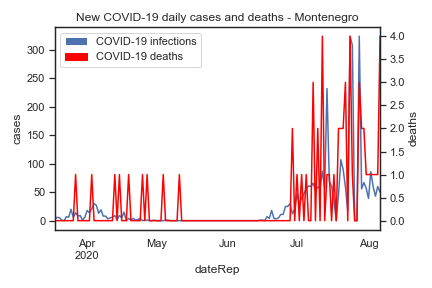 New COVID-19 daily cases and deaths - Montenegro
COVID-19 infections
COVID-19 deaths
cases
300
250
200
150
100
50
0
deaths
4.0
3.5
3.0
2.5
2.0
1.5
1.0
0.5
0.0
Apr
2020
May
Jun
Jul
Aug
dateRep